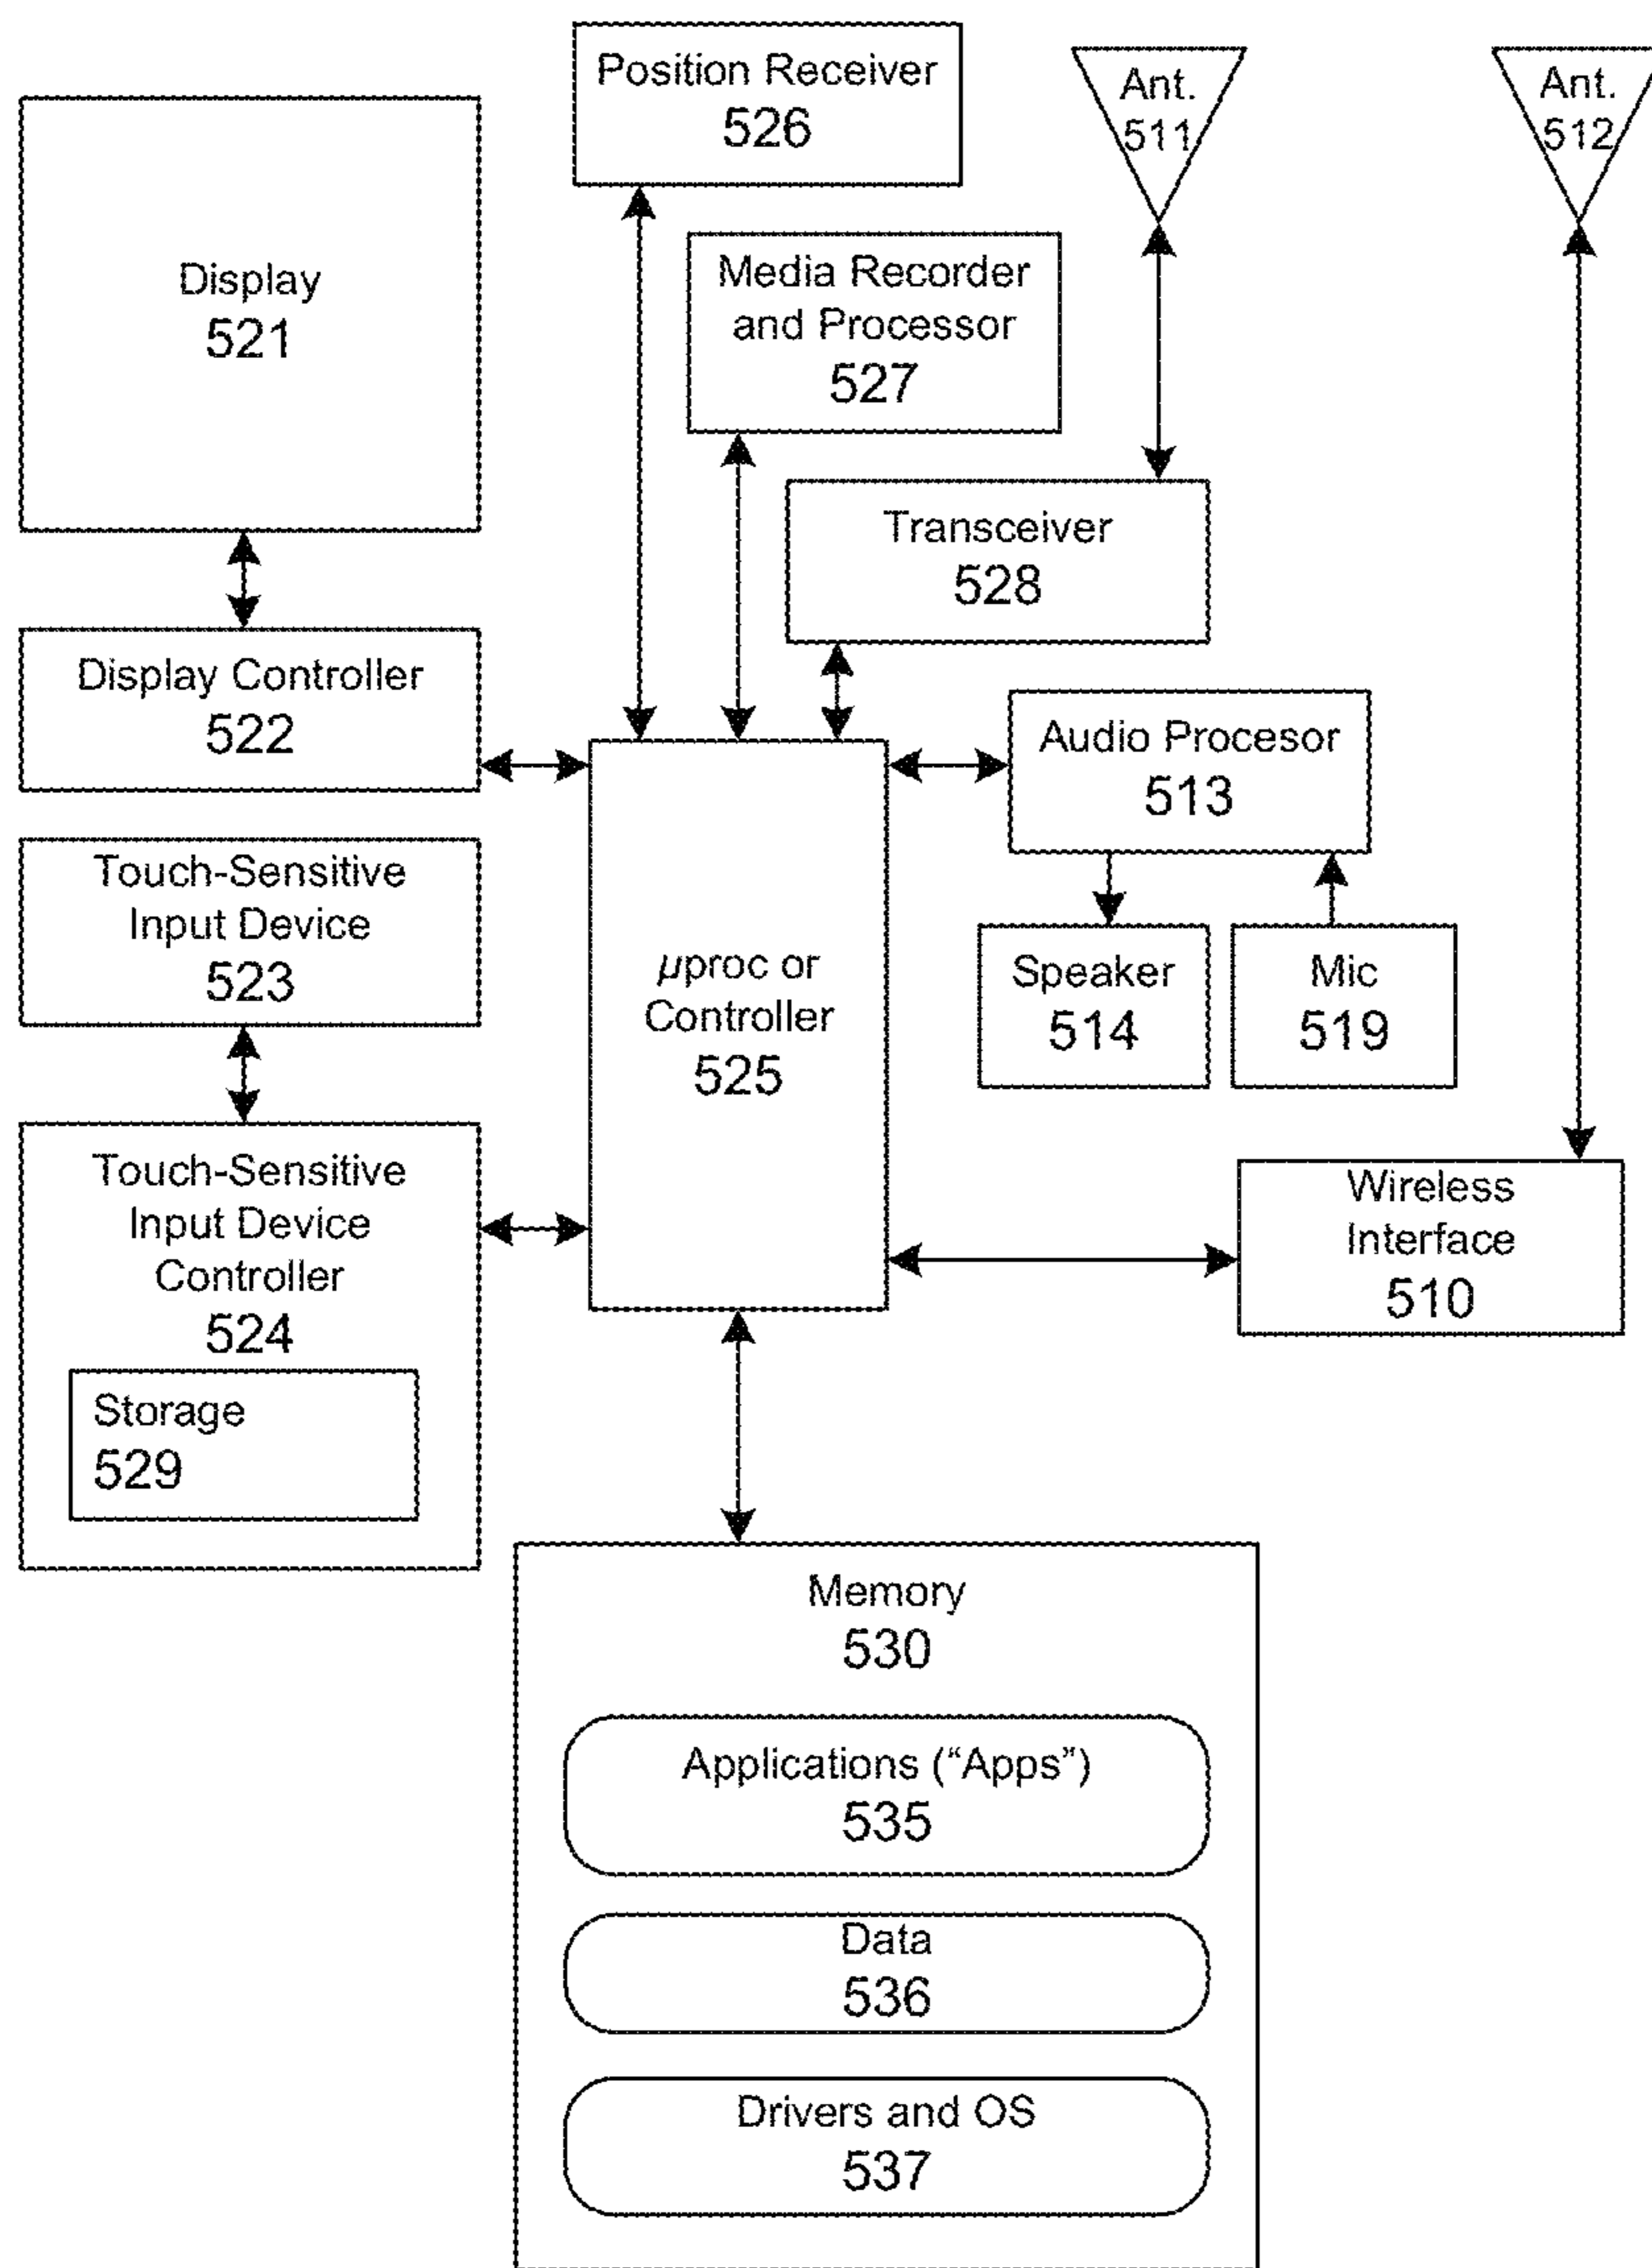 Position Receiver
526
Ant.
511
Ant.
512
Display
521
Media Recorder
and Processor
527
Transceiver
528
Display Controller
522
Audio Procesor
513
Touch-Sensitive
Input Device
523
µproc or
Controller
525
Speaker
514
Mic
519
Touch-Sensitive
Input Device
Controller
524
Storage
529
Wireless
Interface
510
Memory
530
Applications (“Apps”)
535
Data
536
Drivers and OS
537